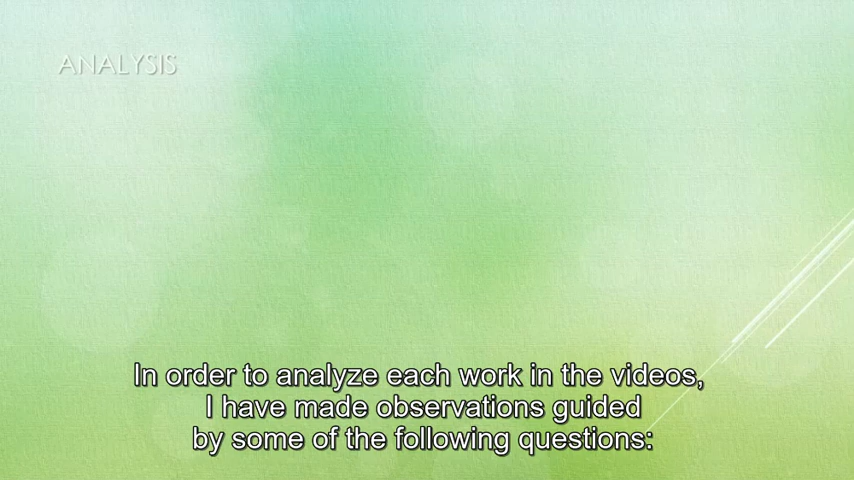 ANALYSIS
In order to analyze each work in the videos,
I have made observations guided
by some of the following questions: